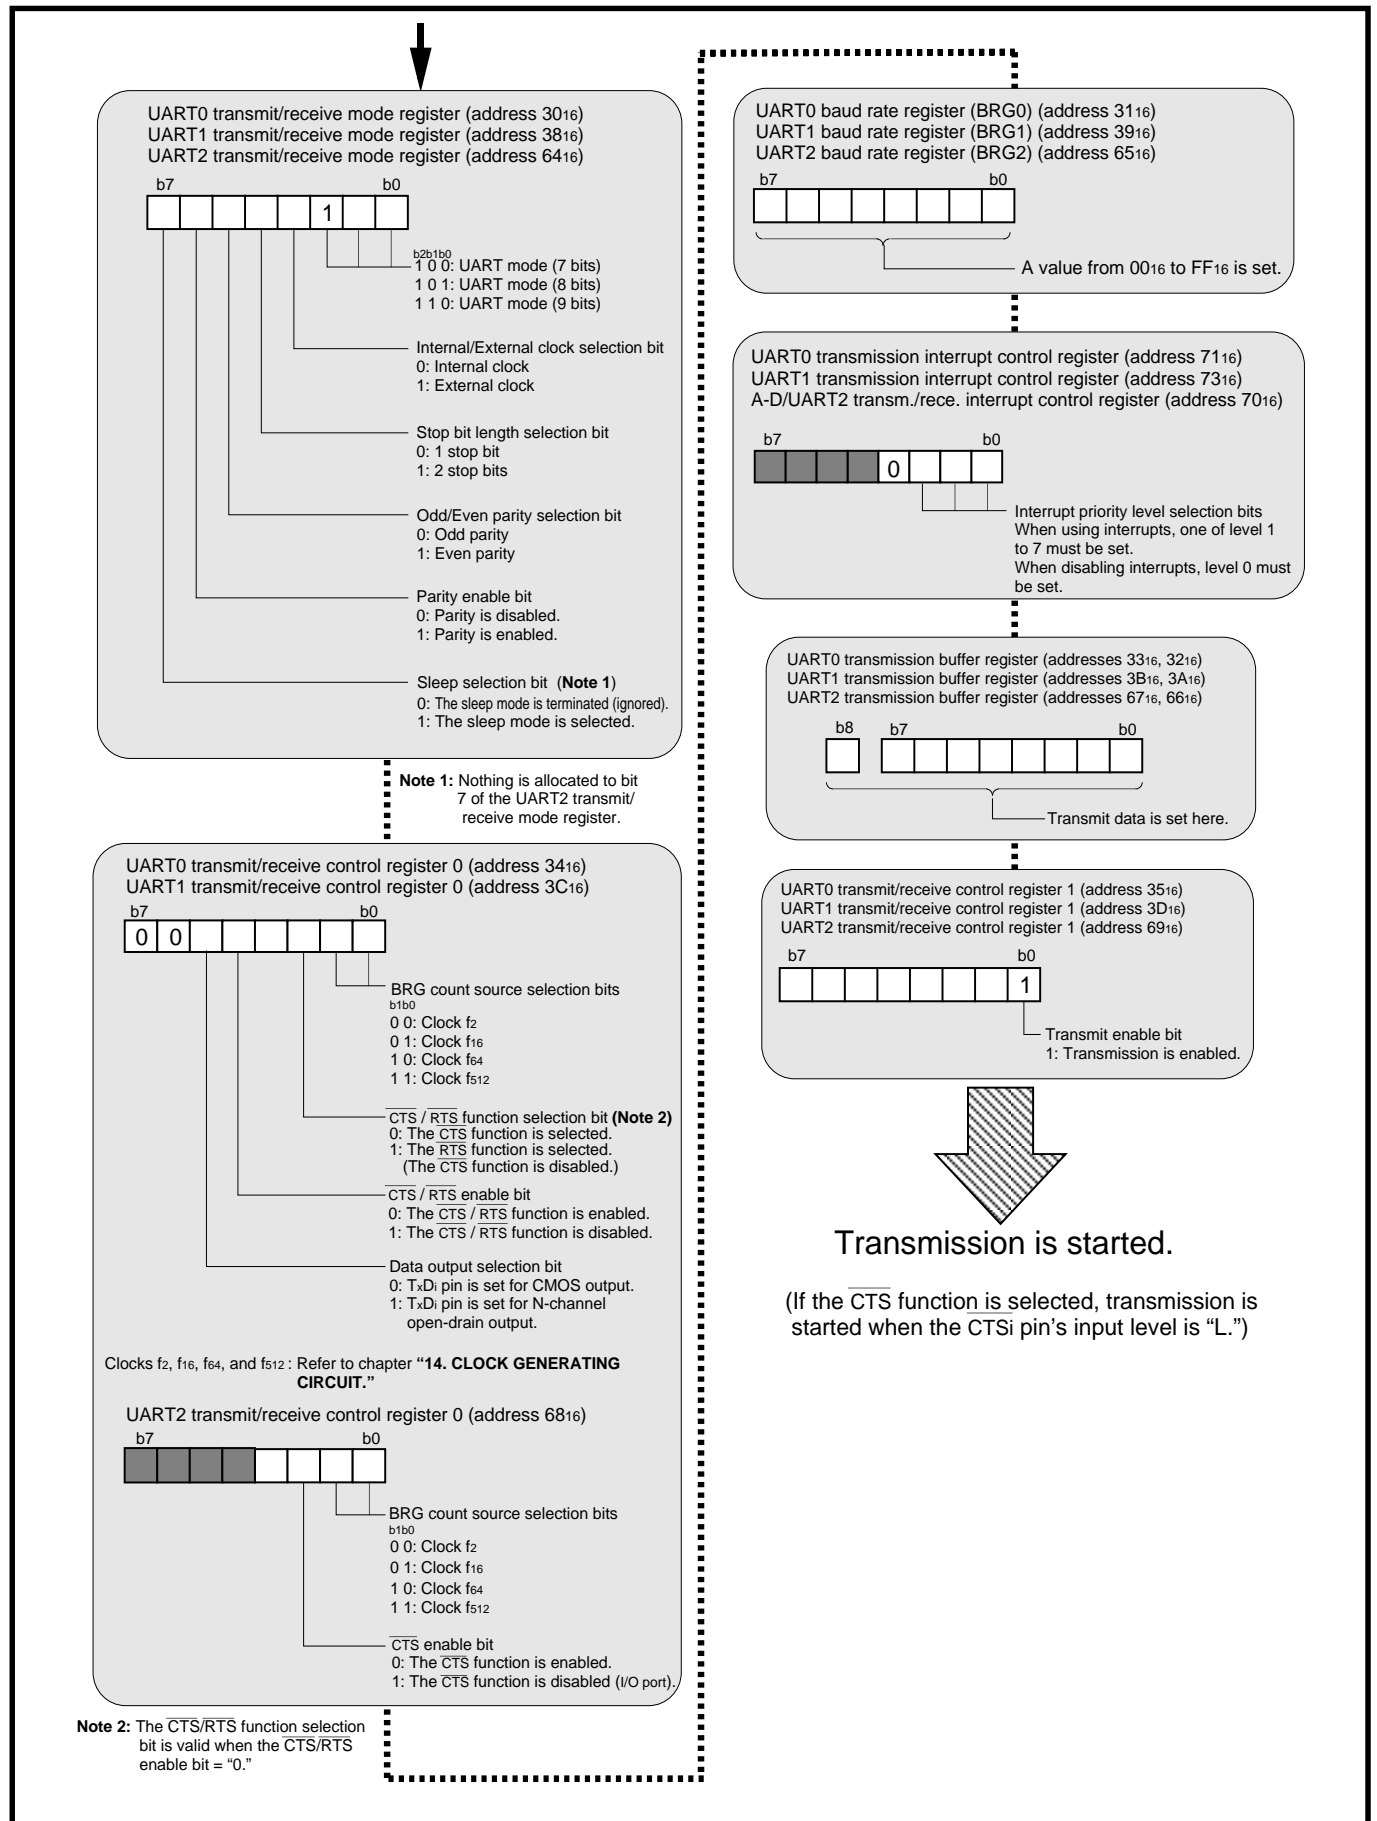 UART0 transmit/receive mode register (address 3016)
UART1 transmit/receive mode register (address 3816)
UART2 transmit/receive mode register (address 6416)
b7 b0
1
b2b1b0
1 0 0: UART mode (7 bits)
1 0 1: UART mode (8 bits)
1 1 0: UART mode (9 bits)
Internal/External clock selection bit
0: Internal clock
1: External clock
Stop bit length selection bit
0: 1 stop bit
1: 2 stop bits
Odd/Even parity selection bit
0: Odd parity
1: Even parity
Parity enable bit
0: Parity is disabled.
1: Parity is enabled.
Sleep selection bit (Note 1)
0: The sleep mode is terminated (ignored).
1: The sleep mode is selected.
Note 1: Nothing is allocated to bit
7 of the UART2 transmit/
receive mode register.
UART0 transmit/receive control register 0 (address 3416)
UART1 transmit/receive control register 0 (address 3C16)
b7 b0
0 0
BRG count source selection bits
b1b0
0 0: Clock f2
0 1: Clock f16
1 0: Clock f64
1 1: Clock f512
CTS / RTS function selection bit (Note 2)
0: The CTS function is selected.
1: The RTS function is selected.
(The CTS function is disabled.)
CTS / RTS enable bit
0: The CTS / RTS function is enabled.
1: The CTS / RTS function is disabled.
Data output selection bit
0: TxDi pin is set for CMOS output.
1: TxDi pin is set for N-channel
open-drain output.
Clocks f2, f16, f64, and f512 : Refer to chapter “14. CLOCK GENERATING
CIRCUIT.”
UART2 transmit/receive control register 0 (address 6816)
b7 b0
BRG count source selection bits
b1b0
0 0: Clock f2
0 1: Clock f16
1 0: Clock f64
1 1: Clock f512
CTS enable bit
0: The CTS function is enabled.
1: The CTS function is disabled (I/O port).
Note 2: The CTS/RTS function selection
bit is valid when the CTS/RTS
enable bit = “0.”
UART0 baud rate register (BRG0) (address 3116)
UART1 baud rate register (BRG1) (address 3916)
UART2 baud rate register (BRG2) (address 6516)
b7 b0
A value from 0016 to FF16 is set.
UART0 transmission interrupt control register (address 7116)
UART1 transmission interrupt control register (address 7316)
A-D/UART2 transm./rece. interrupt control register (address 7016)
b7 b0
0
Interrupt priority level selection bits
When using interrupts, one of level 1
to 7 must be set.
When disabling interrupts, level 0 must
be set.
UART0 transmission buffer register (addresses 3316, 3216)
UART1 transmission buffer register (addresses 3B16, 3A16)
UART2 transmission buffer register (addresses 6716, 6616)
b8 b7 b0
Transmit data is set here.
UART0 transmit/receive control register 1 (address 3516)
UART1 transmit/receive control register 1 (address 3D16)
UART2 transmit/receive control register 1 (address 6916)
b7 b0
1
Transmit enable bit
1: Transmission is enabled.
Transmission is started.
(If the CTS function is selected, transmission is
started when the CTSi pin’s input level is “L.”)